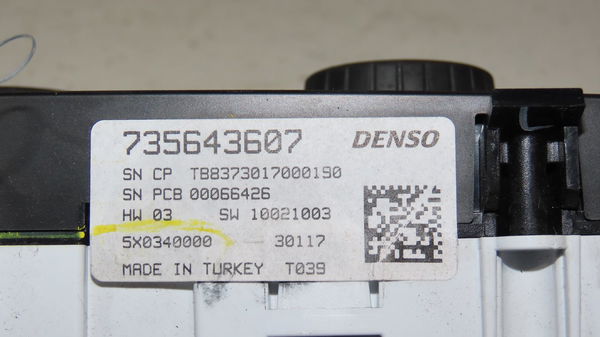 735643607 DENSO
SN CP TB8373017000190
SN PCB 00066426
HW 03 SW 10021003
5X0340000 30117
MADE IN TURKEY T039